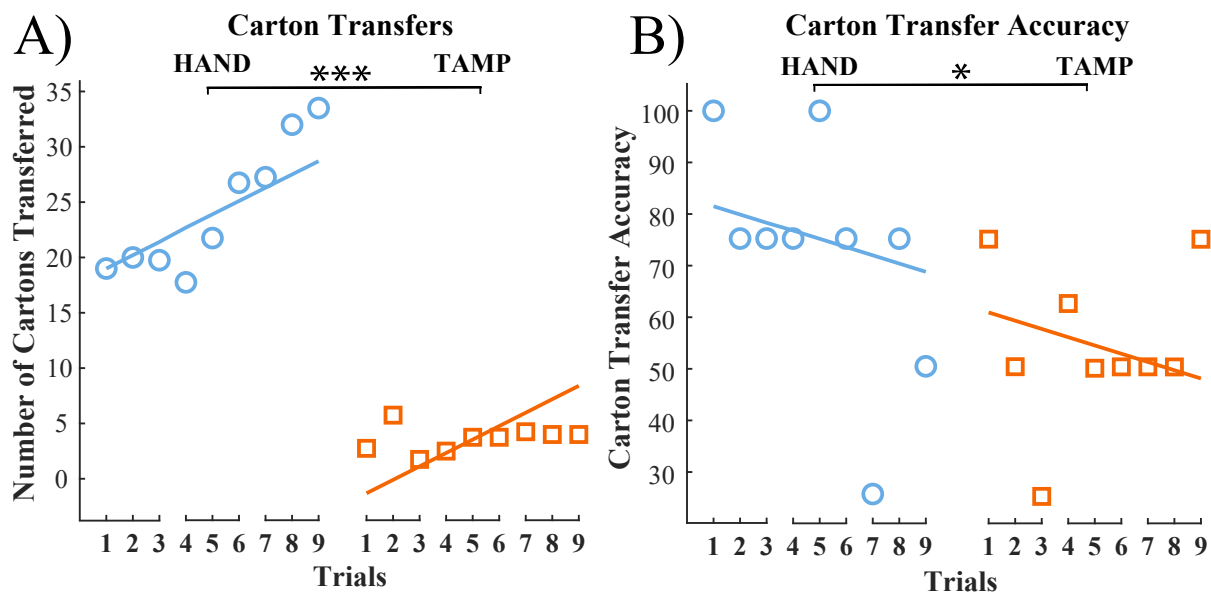 A)
Carton Transfers
HAND *** TAMP
Number of Cartons Transferred
35
30
25
20
15
10
5
0
1 2 3 4 5 6 7 8 9 1 2 3 4 5 6 7 8 9
Trials
B)
Carton Transfer Accuracy
HAND * TAMP
Carton Transfer Accuracy
100
90
80
70
60
50
40
30
1 2 3 4 5 6 7 8 9 1 2 3 4 5 6 7 8 9
Trials